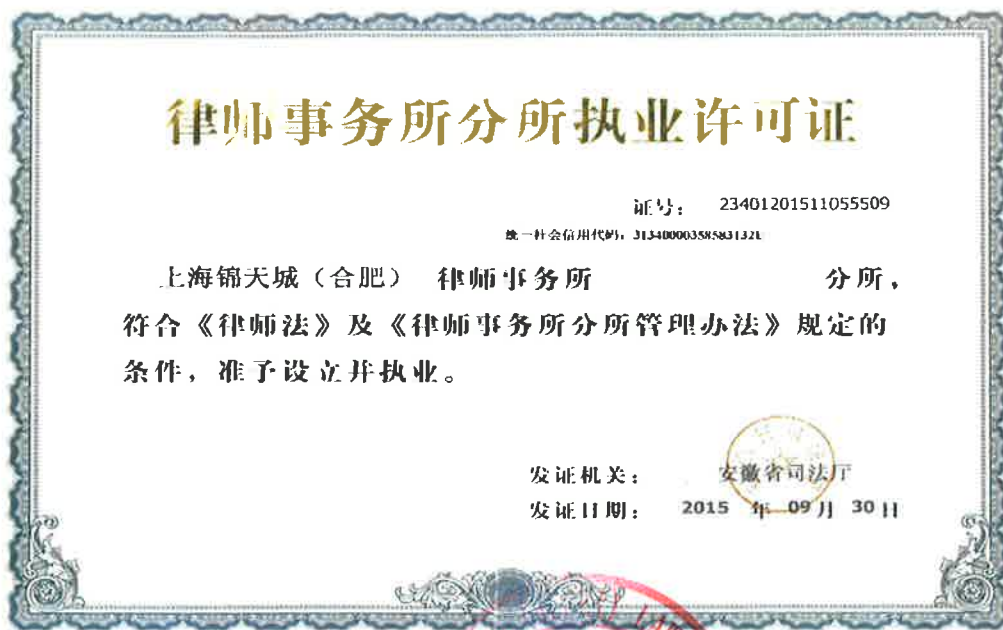 律师事务所分所执业许可证
证号： 23401201511055509
统一社会信用代码：
上海锦天城（合肥） 律师事务所 分所，
符合《律师法》及《律师事务所分所管理办法》规定的
条件，准予设立并执业。
发证机关： 安徽省司法厅
发证日期： 2015 年 09 月 30 日